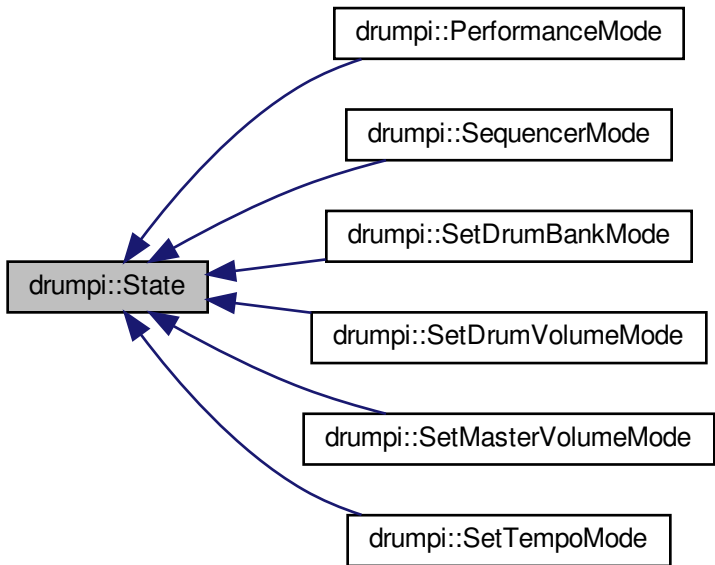 drumpi::PerformanceMode
drumpi::SequencerMode
drumpi::SetDrumBankMode
drumpi::State
drumpi::SetDrumVolumeMode
drumpi::SetMasterVolumeMode
drumpi::SetTempoMode